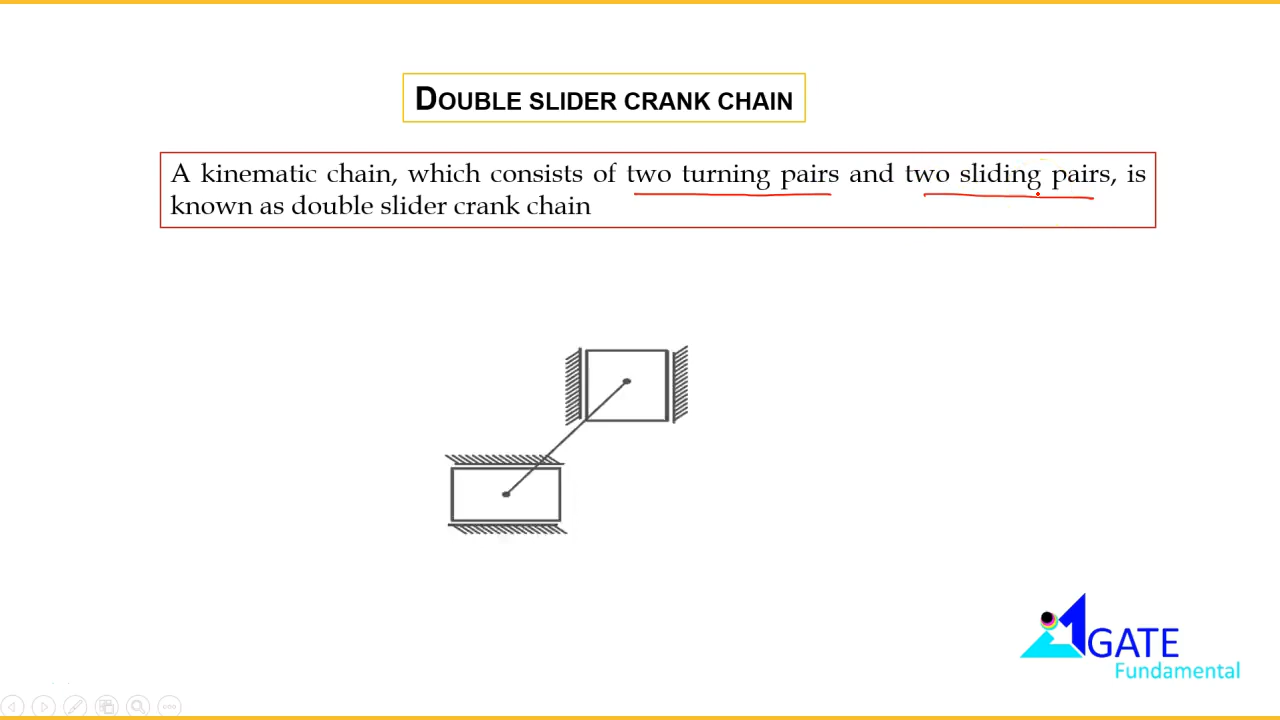 DOUBLE SLIDER CRANK CHAIN
A kinematic chain, which consists of two turning pairs and two sliding pairs, is
known as double slider crank chain
GATE
Fundamental